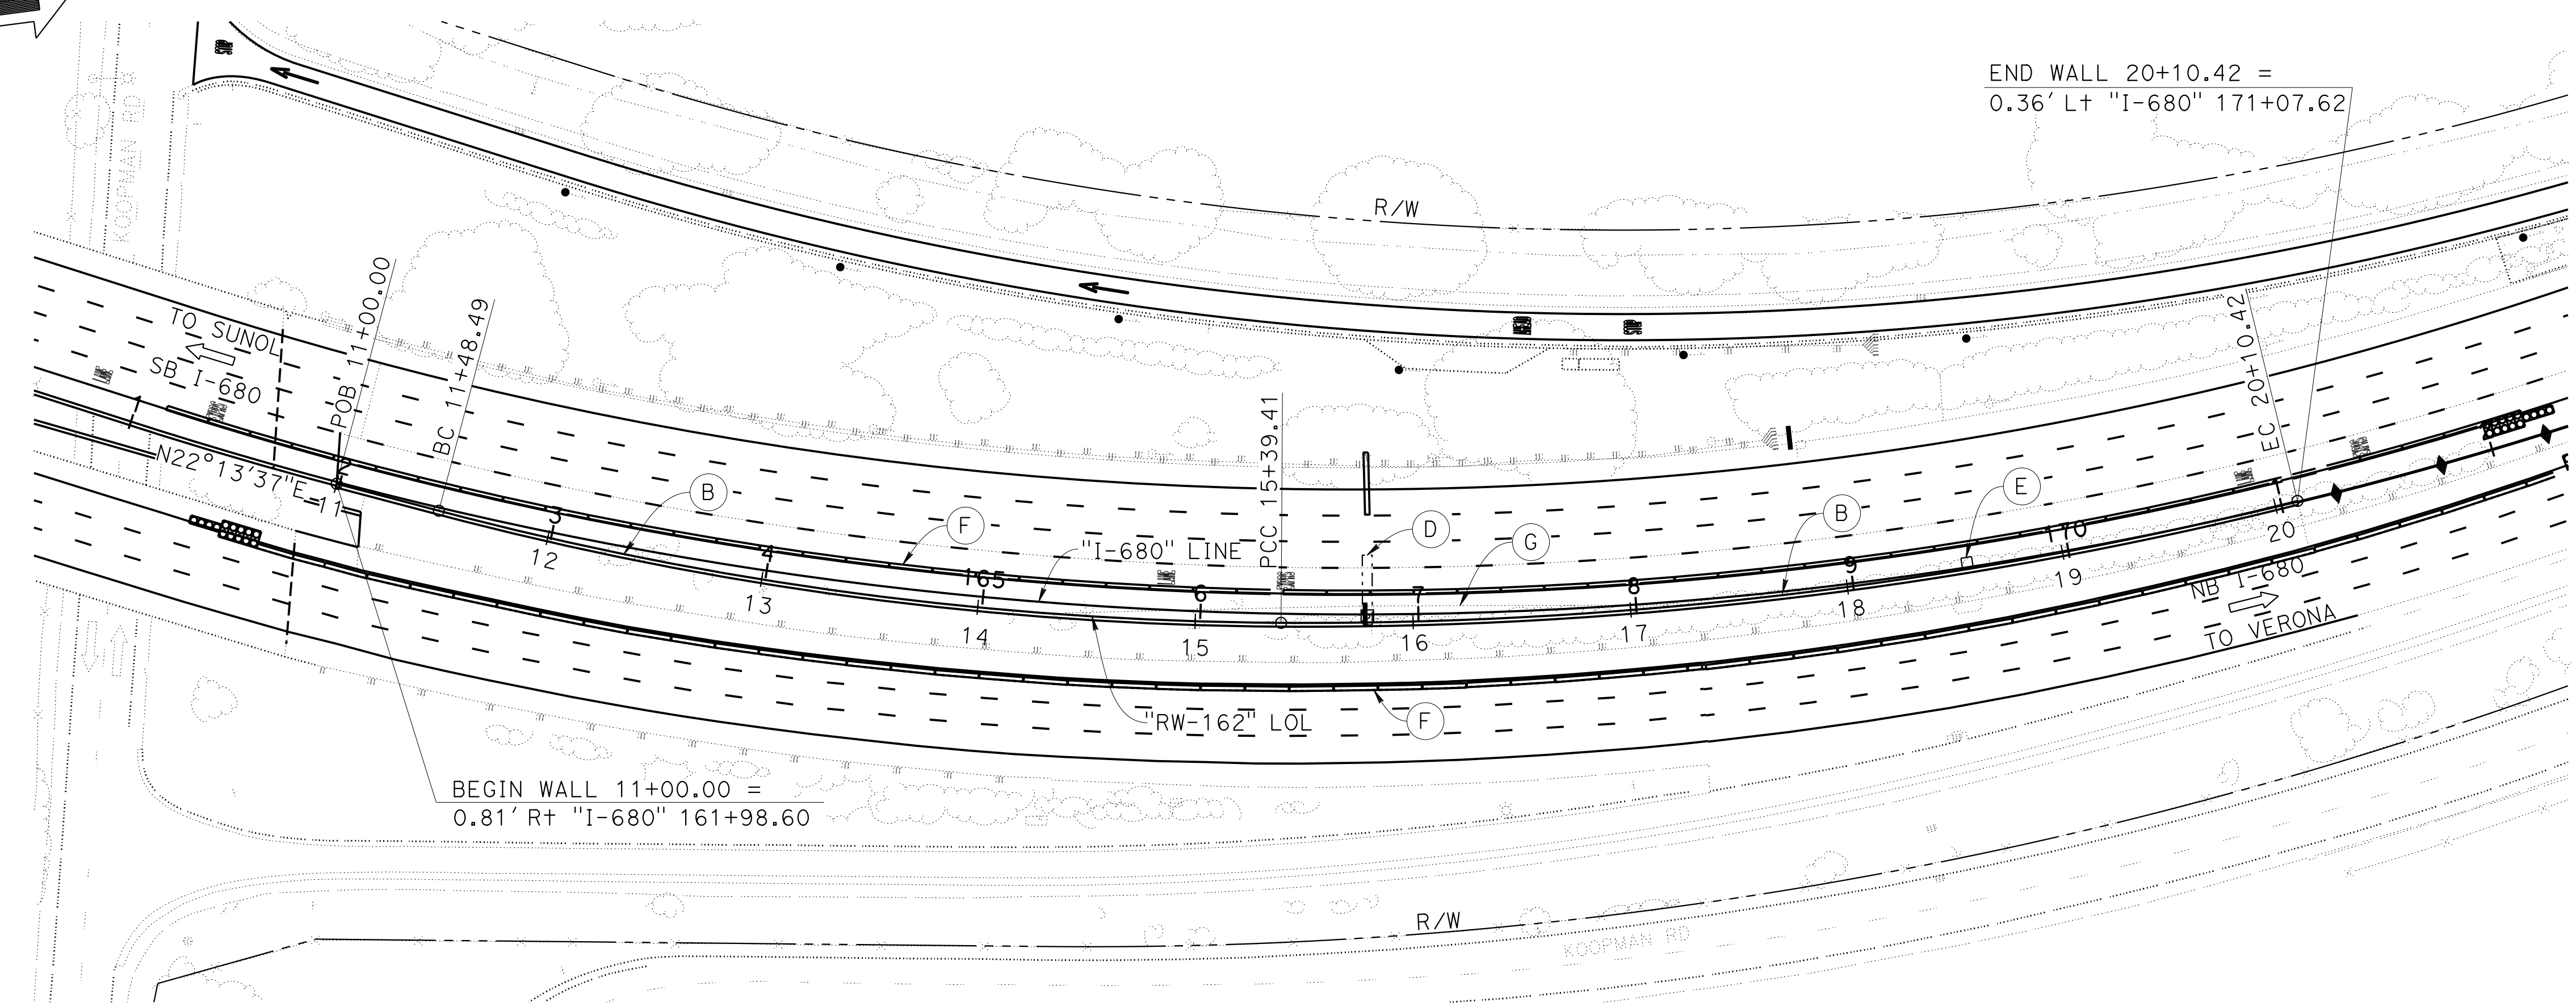 END WALL 20+10.42 =
0.36' Lt "I-680" 171+07.62
KOOPMAN RD
R/W
TO SUNOL
SB I-680
POB 11+00.00
BC 11+48.49
PCC 15+39.41
EC 20+10.42
1
2
3
4
165
6
7
8
9
170
1
N22°13'37"E
11
12
13
14
15
16
17
18
19
20
B
F
"I-680" LINE
D
G
B
E
NB I-680
TO VERONA
"RW-162" LOL
F
BEGIN WALL 11+00.00 =
0.81' Rt "I-680" 161+98.60
R/W
KOOPMAN RD